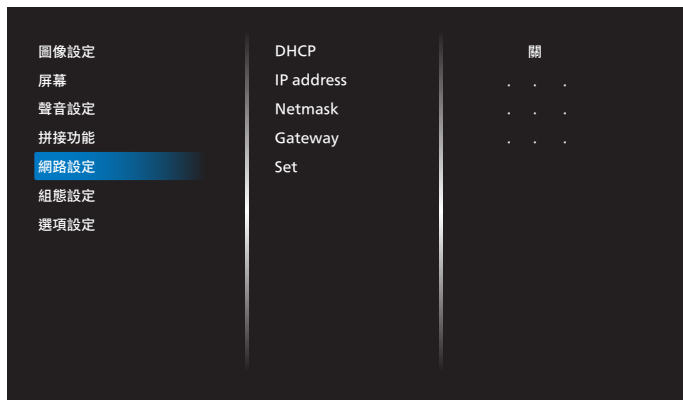 圖像設定
屏幕
聲音設定
拼接功能
網路設定
組態設定
選項設定
DHCP 關
IP address . . .
Netmask . . .
Gateway . . .
Set